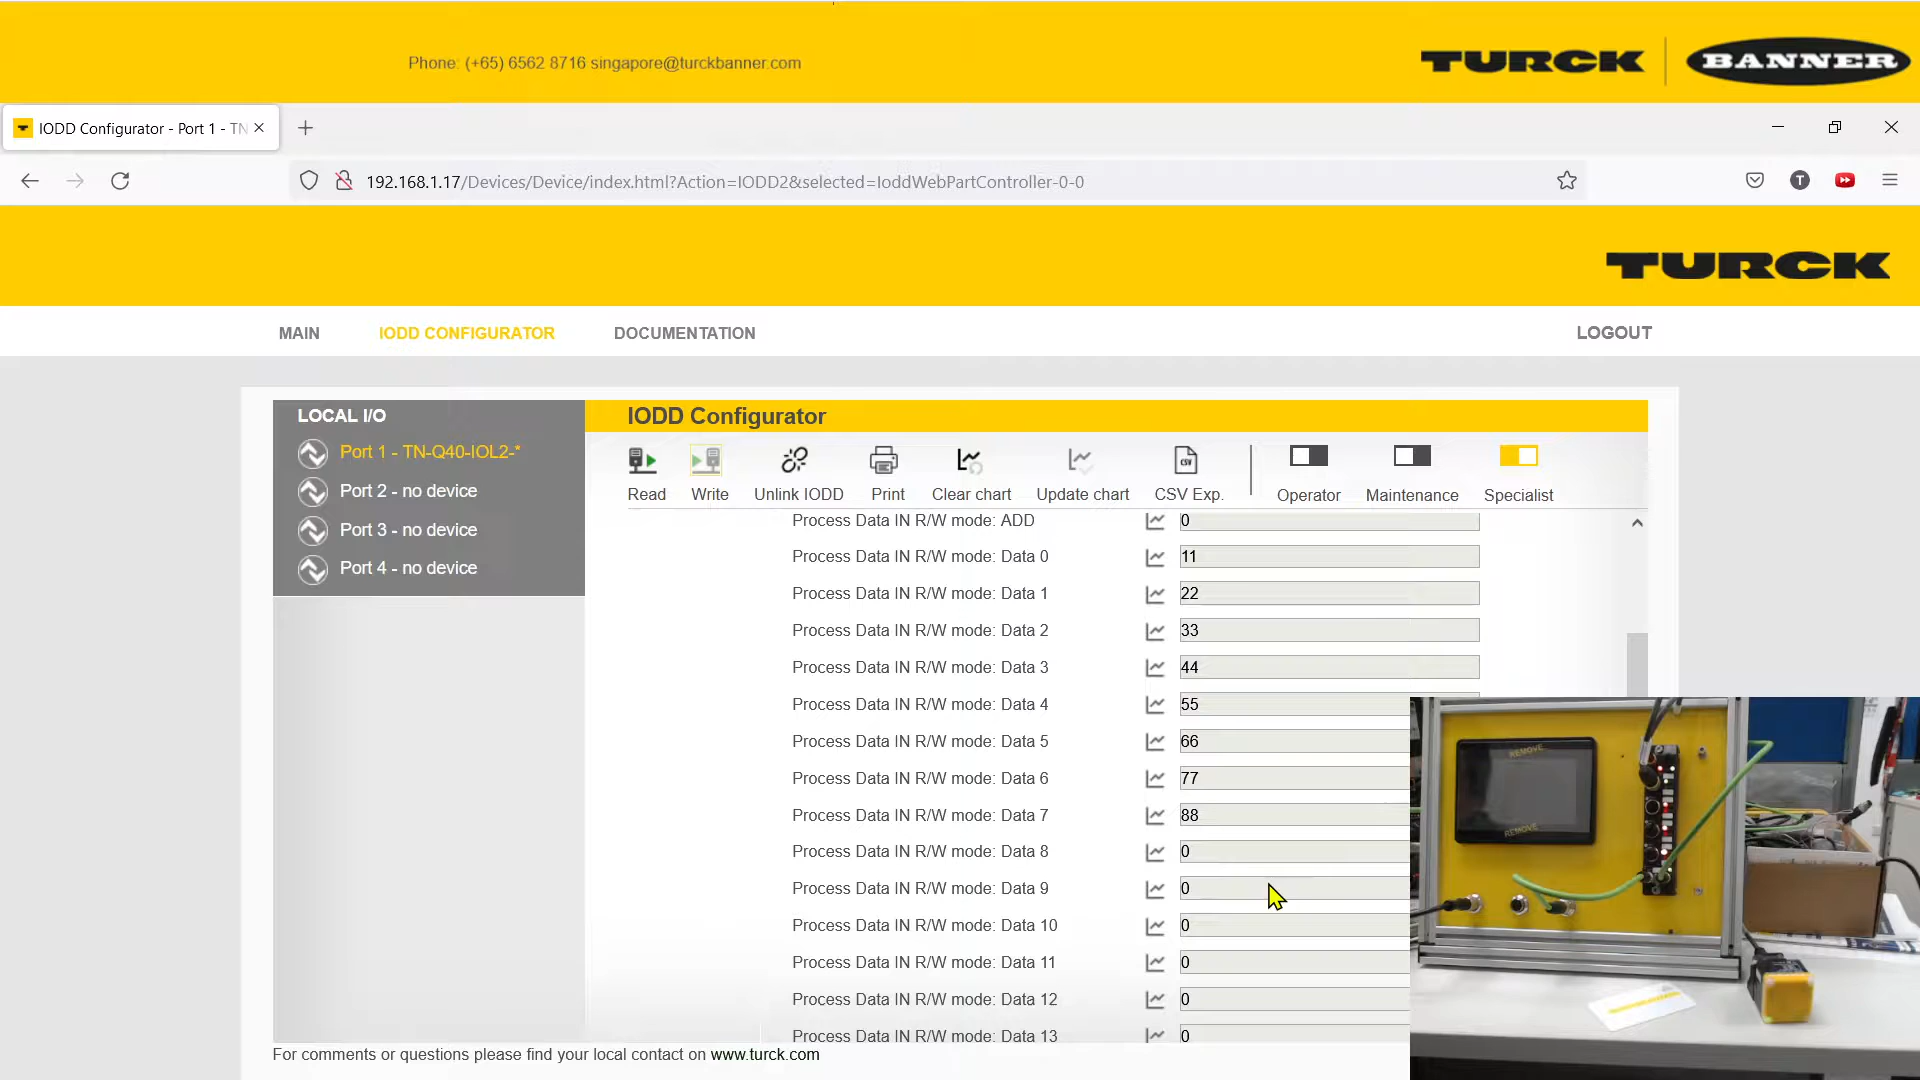 Phone: (+65) 6562 8716 singapore@turckbanner.com
TURCK
BANNER
IODD Configurator - Port 1 - TN
192.168.1.17/Devices/Device/index.html?Action=IODD2&selected=IoddWebPartController-0-0
T
TURCK
MAIN
IODD CONFIGURATOR
DOCUMENTATION
LOGOUT
LOCAL I/O
Port 1 - TN-Q40-IOL2-*
Port 2 - no device
Port 3 - no device
Port 4 - no device
IODD Configurator
Read
Write
Unlink IODD
Print
Clear chart
Update chart
CSV
CSV Exp.
Operator
Maintenance
Specialist
Process Data IN R/W mode: ADD 0
Process Data IN R/W mode: Data 0 11
Process Data IN R/W mode: Data 1 22
Process Data IN R/W mode: Data 2 33
Process Data IN R/W mode: Data 3 44
Process Data IN R/W mode: Data 4 55
Process Data IN R/W mode: Data 5 66
Process Data IN R/W mode: Data 6 77
Process Data IN R/W mode: Data 7 88
Process Data IN R/W mode: Data 8 0
Process Data IN R/W mode: Data 9 0
Process Data IN R/W mode: Data 10 0
Process Data IN R/W mode: Data 11 0
Process Data IN R/W mode: Data 12 0
Process Data IN R/W mode: Data 13 0
REMOVE
REMOVE
For comments or questions please find your local contact on www.turck.com